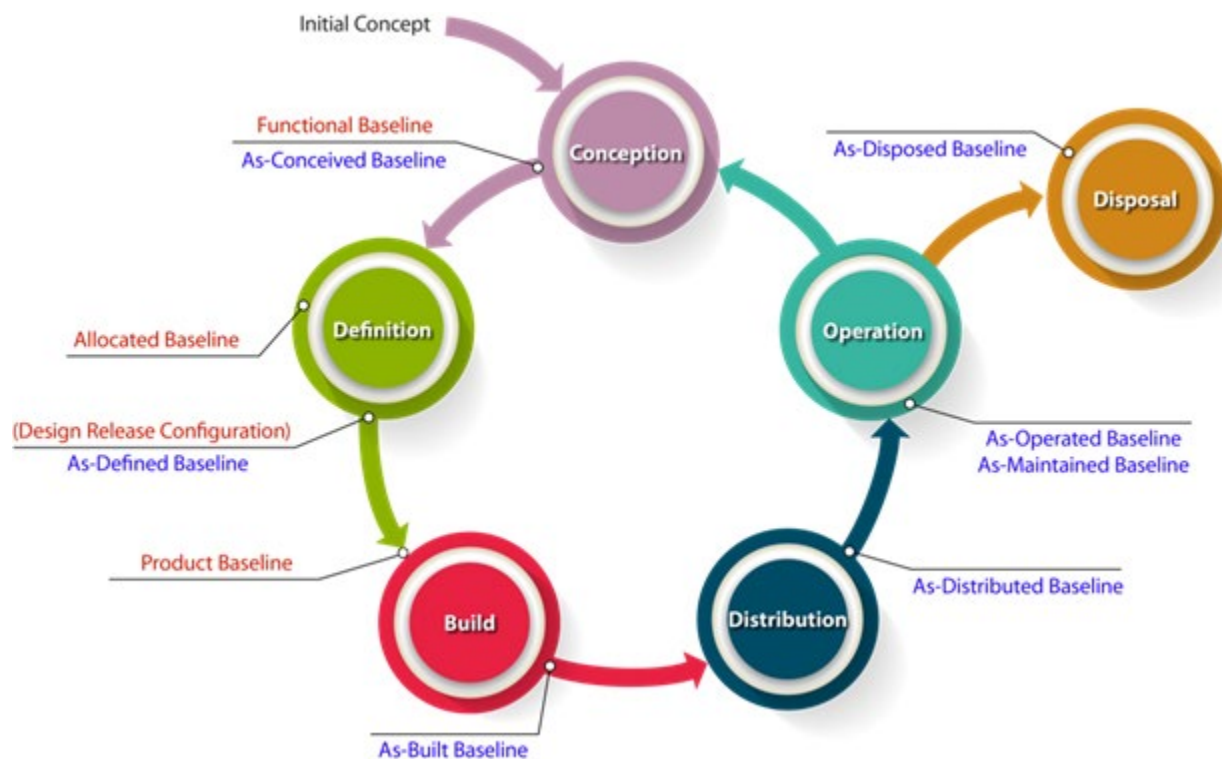 Initial Concept
Functional Baseline
As-Conceived Baseline
Conception
As-Disposed Baseline
Disposal
Definition
Operation
Allocated Baseline
(Design Release Configuration)
As-Defined Baseline
As-Operated Baseline
As-Maintained Baseline
Product Baseline
As-Distributed Baseline
Build
Distribution
As-Built Baseline